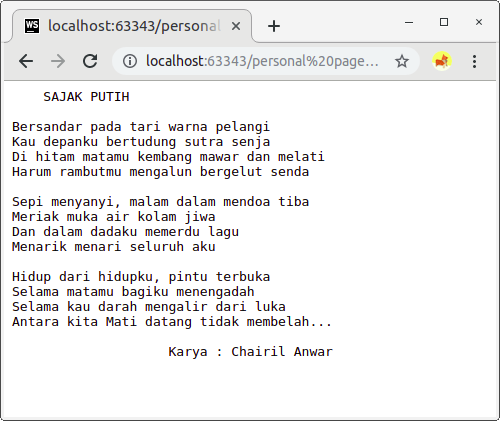 WS localhost:63343/personal
localhost:63343/personal%20page...
SAJAK PUTIH
Bersandar pada tari warna pelangi
Kau depanku bertudung sutra senja
Di hitam matamu kembang mawar dan melati
Harum rambutmu mengalun bergelut senda
Sepi menyanyi, malam dalam mendoa tiba
Meriak muka air kolam jiwa
Dan dalam dadaku memerdu lagu
Menarik menari seluruh aku
Hidup dari hidupku, pintu terbuka
Selama matamu bagiku menengadah
Selama kau darah mengalir dari luka
Antara kita Mati datang tidak membelah...
Karya : Chairil Anwar